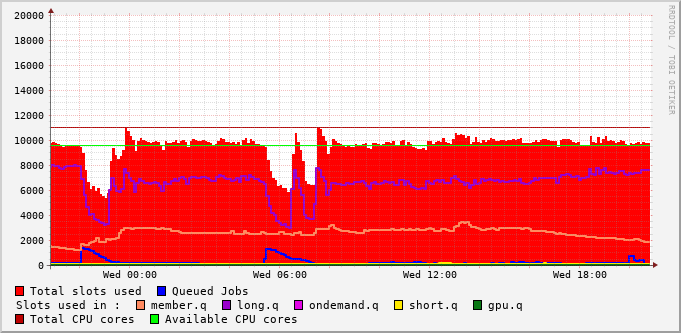 20000
18000
16000
14000
12000
10000
8000
6000
4000
2000
0
Wed 00:00 Wed 06:00 Wed 12:00 Wed 18:00
RRDTOOL / TOBI OETIKER
Total slots used Queued Jobs
Slots used in : member.q long.q ondemand.q short.q gpu.q
Total CPU cores Available CPU cores